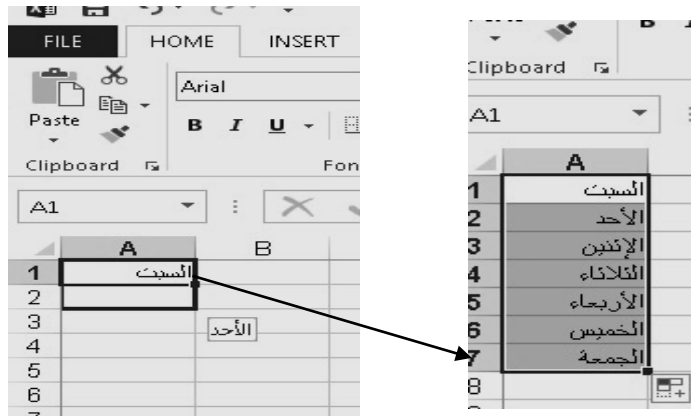 FILE HOME INSERT
Arial
Paste
B I U
Clipboard
Fon
A1
A B
1 السبت
2
3 الأحد
4
5
6
Clipboard
A1
A
1 السبت
2 الأحد
3 الإثنين
4 الثلاثاء
5 الأربعاء
6 الخميس
7 الجمعة
8